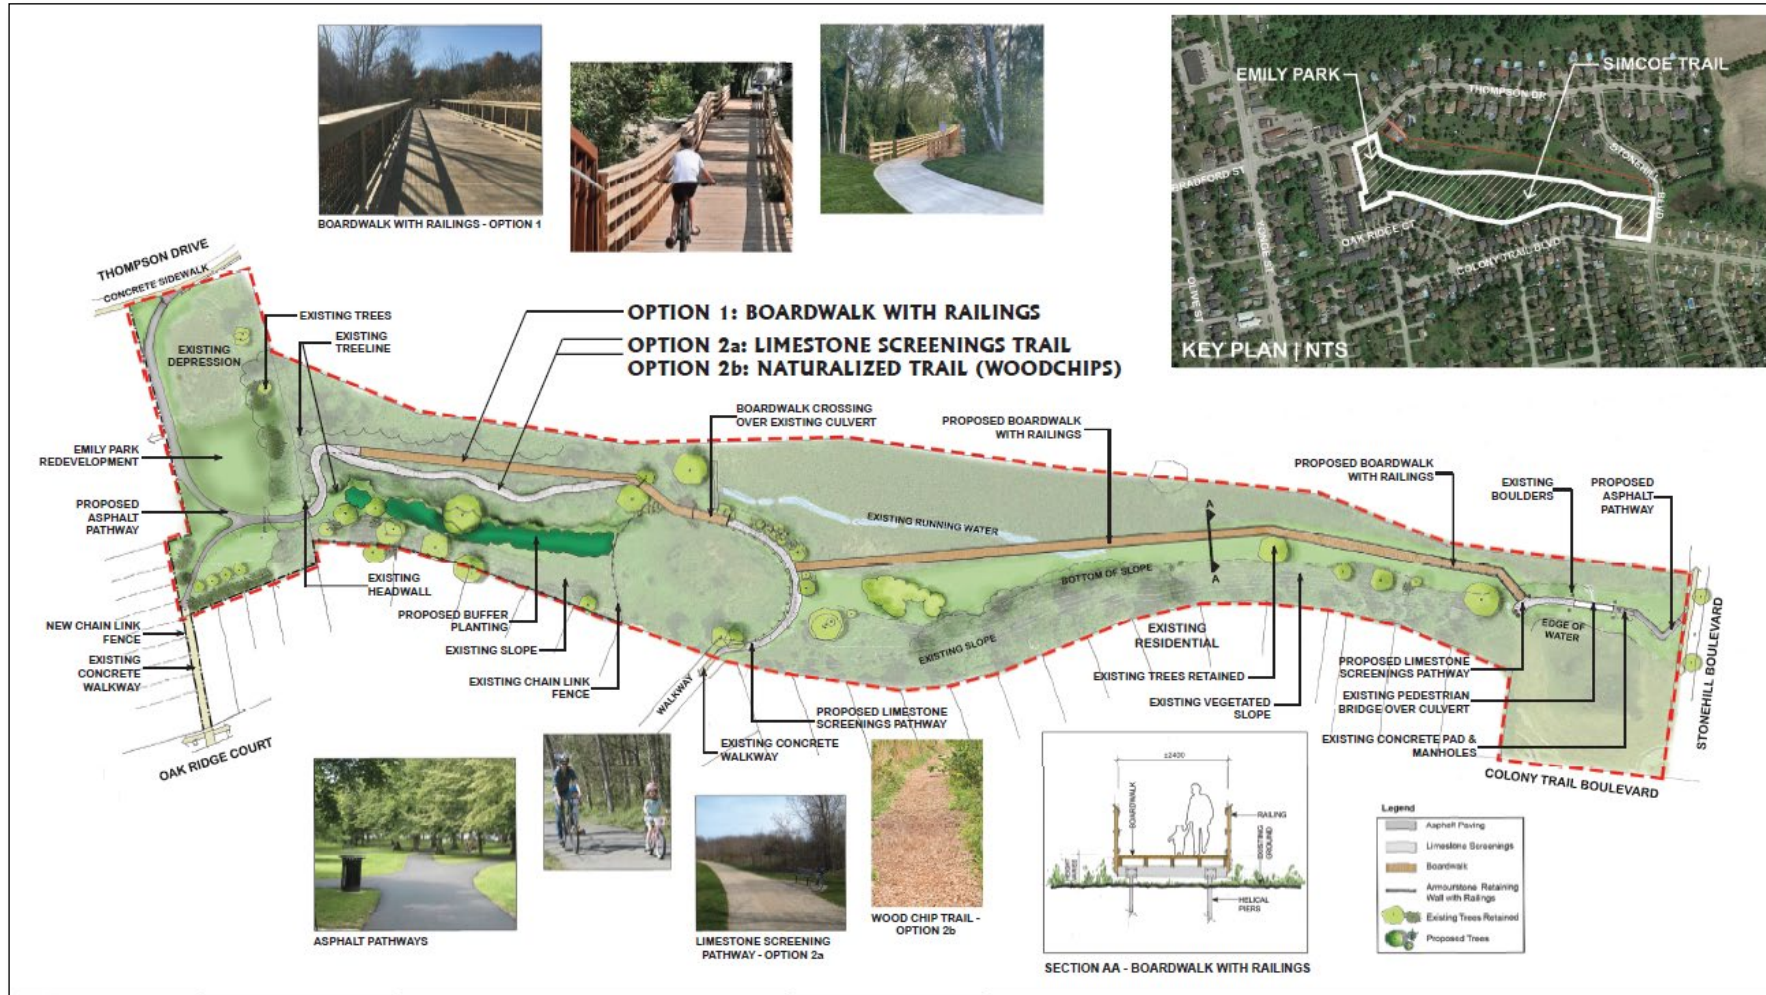 BOARDWALK WITH RAILINGS - OPTION 1
EMILY PARK
SIMCOE TRAIL
THOMPSON DR
STONEHILL BLVD
BRADFORD ST
YONGE ST
OAK RIDGE CT
COLONY TRAIL BLVD
OLIVE ST
KEY PLAN | NTS
THOMPSON DRIVE
CONCRETE SIDEWALK
EXISTING TREES
EXISTING
TREELINE
EXISTING
DEPRESSION
OPTION 1: BOARDWALK WITH RAILINGS
OPTION 2a: LIMESTONE SCREENINGS TRAIL
OPTION 2b: NATURALIZED TRAIL (WOODCHIPS)
BOARDWALK CROSSING
OVER EXISTING CULVERT
PROPOSED BOARDWALK
WITH RAILINGS
PROPOSED BOARDWALK
WITH RAILINGS
EXISTING
BOULDERS
PROPOSED
ASPHALT
PATHWAY
EMILY PARK
REDEVELOPMENT
PROPOSED
ASPHALT
PATHWAY
EXISTING RUNNING WATER
A
A
BOTTOM OF SLOPE
EXISTING
HEADWALL
PROPOSED BUFFER
PLANTING
NEW CHAIN LINK
FENCE
EXISTING
CONCRETE
WALKWAY
EXISTING SLOPE
EXISTING CHAIN LINK
FENCE
WALKWAY
EXISTING SLOPE
EXISTING
RESIDENTIAL
EXISTING TREES RETAINED
EXISTING VEGETATED
SLOPE
EDGE OF
WATER
PROPOSED LIMESTONE
SCREENINGS PATHWAY
EXISTING PEDESTRIAN
BRIDGE OVER CULVERT
EXISTING CONCRETE PAD &
MANHOLES
STONEHILL BOULEVARD
COLONY TRAIL BOULEVARD
PROPOSED LIMESTONE
SCREENINGS PATHWAY
EXISTING CONCRETE
WALKWAY
OAK RIDGE COURT
ASPHALT PATHWAYS
LIMESTONE SCREENING
PATHWAY - OPTION 2a
WOOD CHIP TRAIL -
OPTION 2b
±2400
BOARDWALK
RAILING
EXISTING
GROUND
HELICAL
PIERS
SECTION AA - BOARDWALK WITH RAILINGS
Legend
Asphalt Paving
Limestone Screenings
Boardwalk
Armourstone Retaining
Wall with Railings
Existing Trees Retained
Proposed Trees